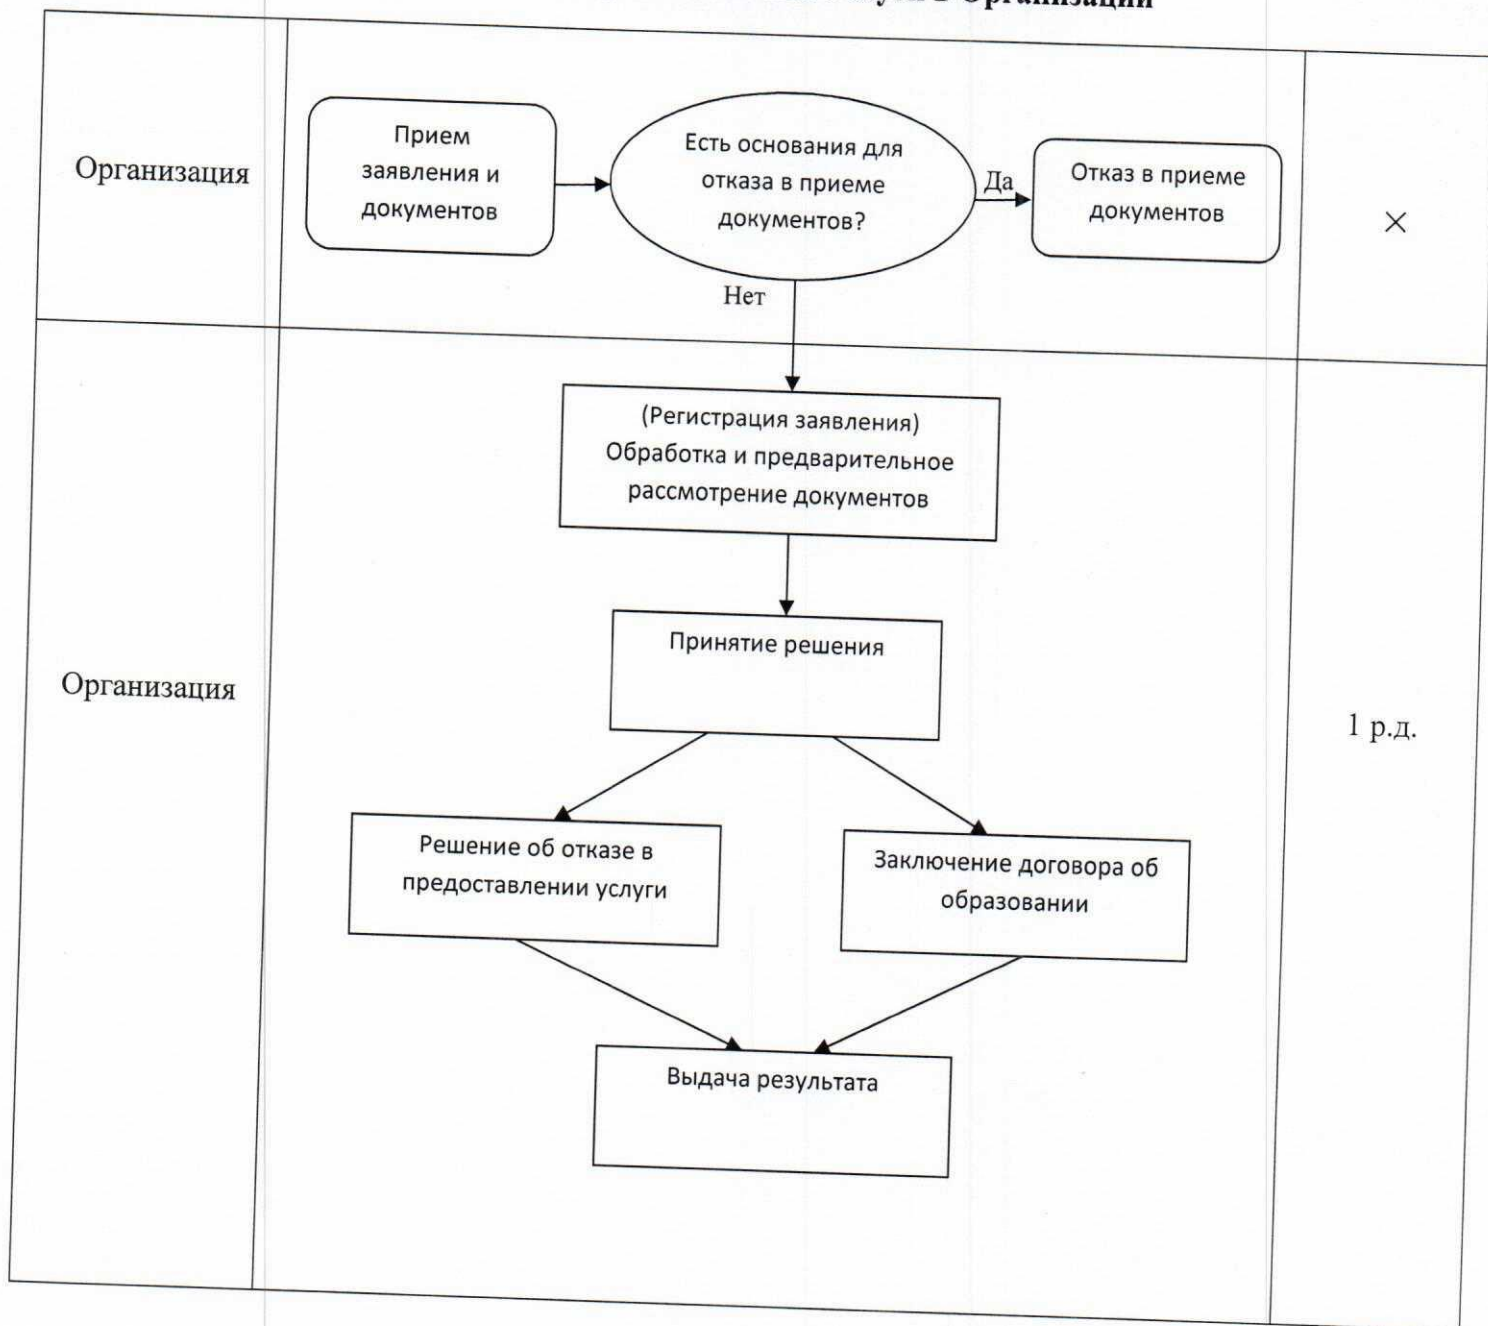 Организации
Организация
Прием
заявления и
документов
Есть основания для
отказа в приеме
документов?
Да
Отказ в приеме
документов
×
Нет
Организация
(Регистрация заявления)
Обработка и предварительное
рассмотрение документов
Принятие решения
1 р.д.
Решение об отказе в
предоставлении услуги
Заключение договора об
образовании
Выдача результата